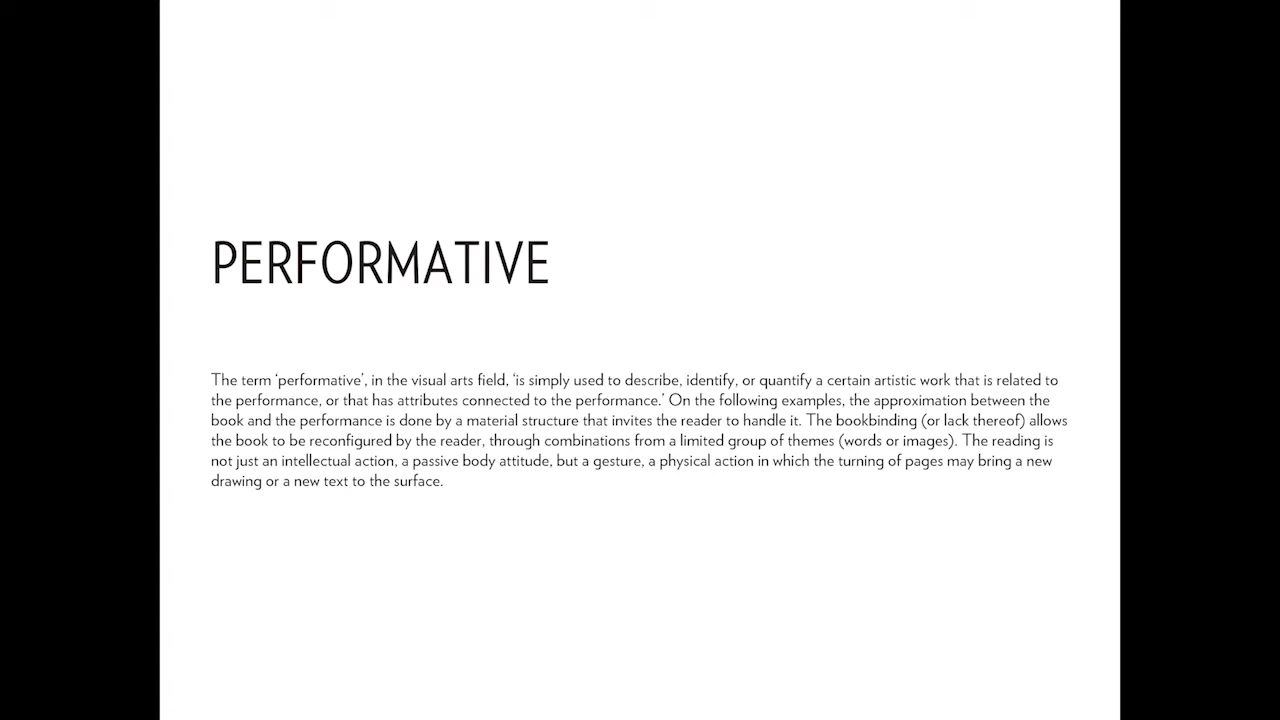 PERFORMATIVE
The term ‘performative’, in the visual arts field, ‘is simply used to describe, identify, or quantify a certain artistic work that is related to
the performance, or that has attributes connected to the performance.’ On the following examples, the approximation between the
book and the performance is done by a material structure that invites the reader to handle it. The bookbinding (or lack thereof) allows
the book to be reconfigured by the reader, through combinations from a limited group of themes (words or images). The reading is
not just an intellectual action, a passive body attitude, but a gesture, a physical action in which the turning of pages may bring a new
drawing or a new text to the surface.